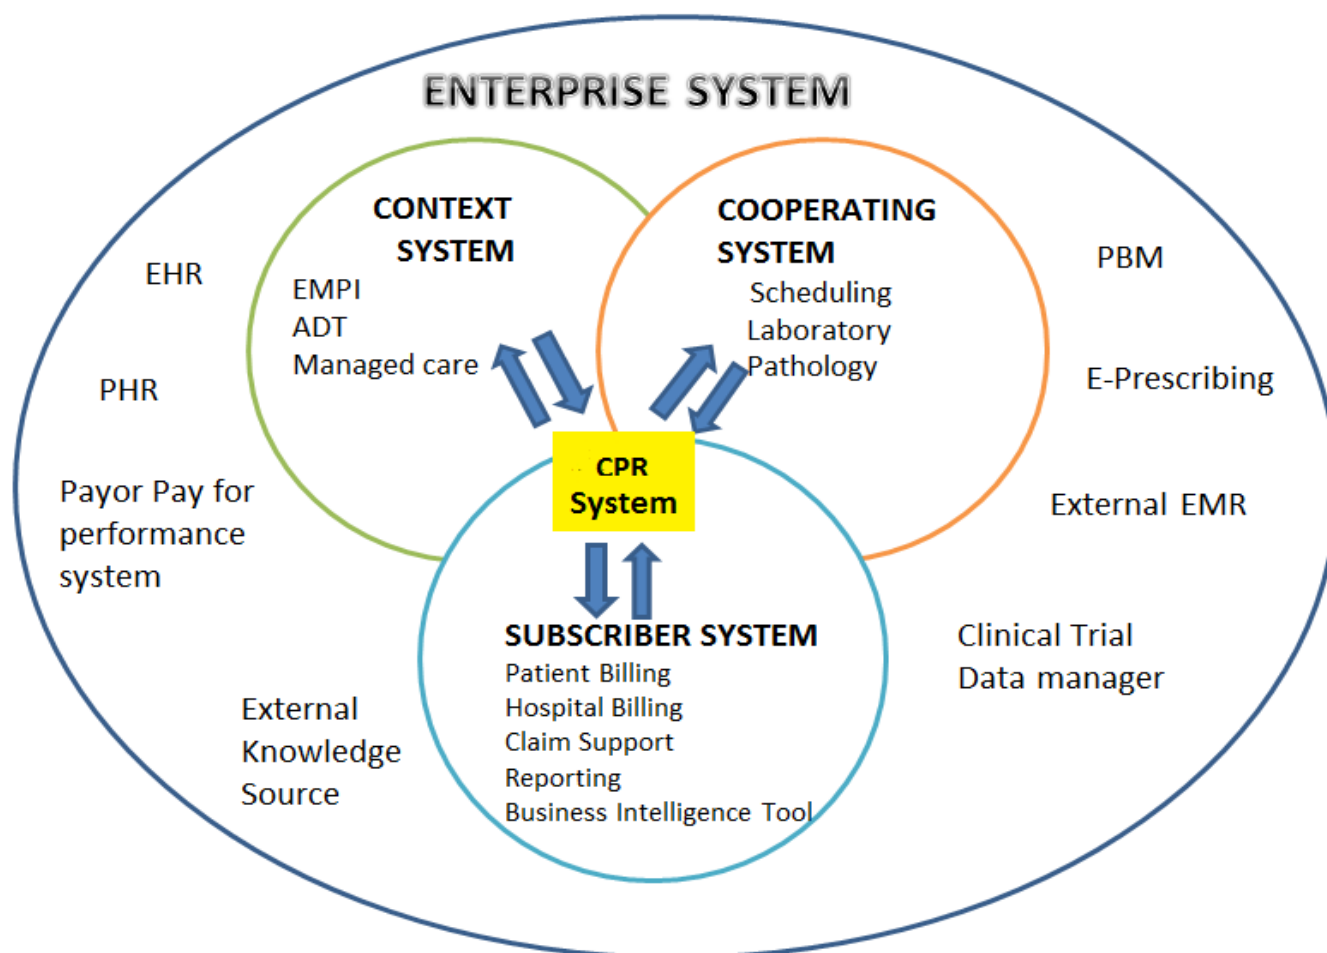 ENTERPRISE SYSTEM
CONTEXT
SYSTEM
EMPI
ADT
Managed care
COOPERATING
SYSTEM
Scheduling
Laboratory
Pathology
EHR
PHR
Payor Pay for
performance
system
External
Knowledge
Source
PBM
E-Prescribing
External EMR
Clinical Trial
Data manager
CPR
System
SUBSCRIBER SYSTEM
Patient Billing
Hospital Billing
Claim Support
Reporting
Business Intelligence Tool